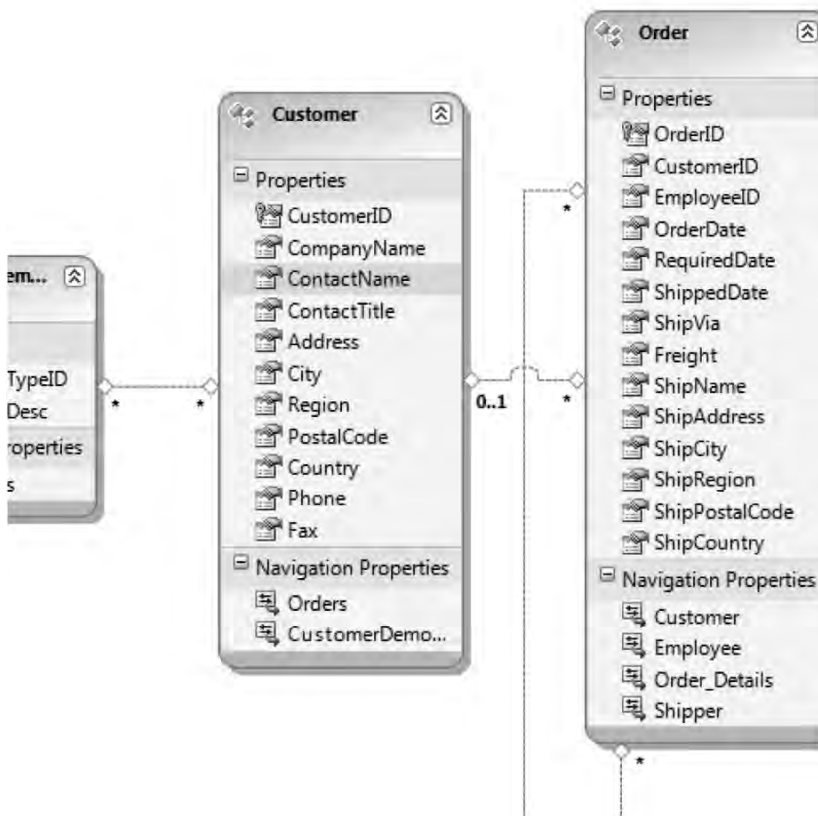 em...
TypeID
Desc
roperties
s
*
*
Customer
Properties
CustomerID
CompanyName
ContactName
ContactTitle
Address
City
Region
PostalCode
Country
Phone
Fax
Navigation Properties
Orders
CustomerDemo...
0..1
*
*
Order
Properties
OrderID
CustomerID
EmployeeID
OrderDate
RequiredDate
ShippedDate
ShipVia
Freight
ShipName
ShipAddress
ShipCity
ShipRegion
ShipPostalCode
ShipCountry
Navigation Properties
Customer
Employee
Order_Details
Shipper
*